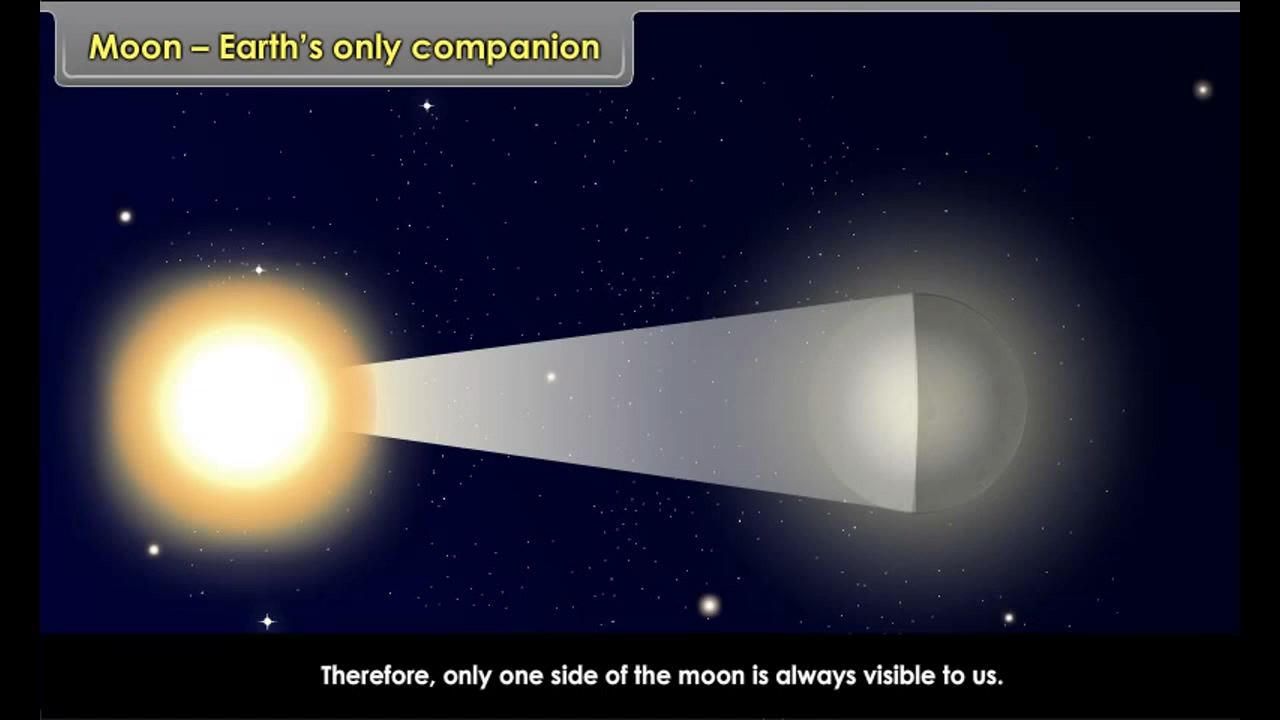 Moon – Earth's only companion
Therefore, only one side of the moon is always visible to us.